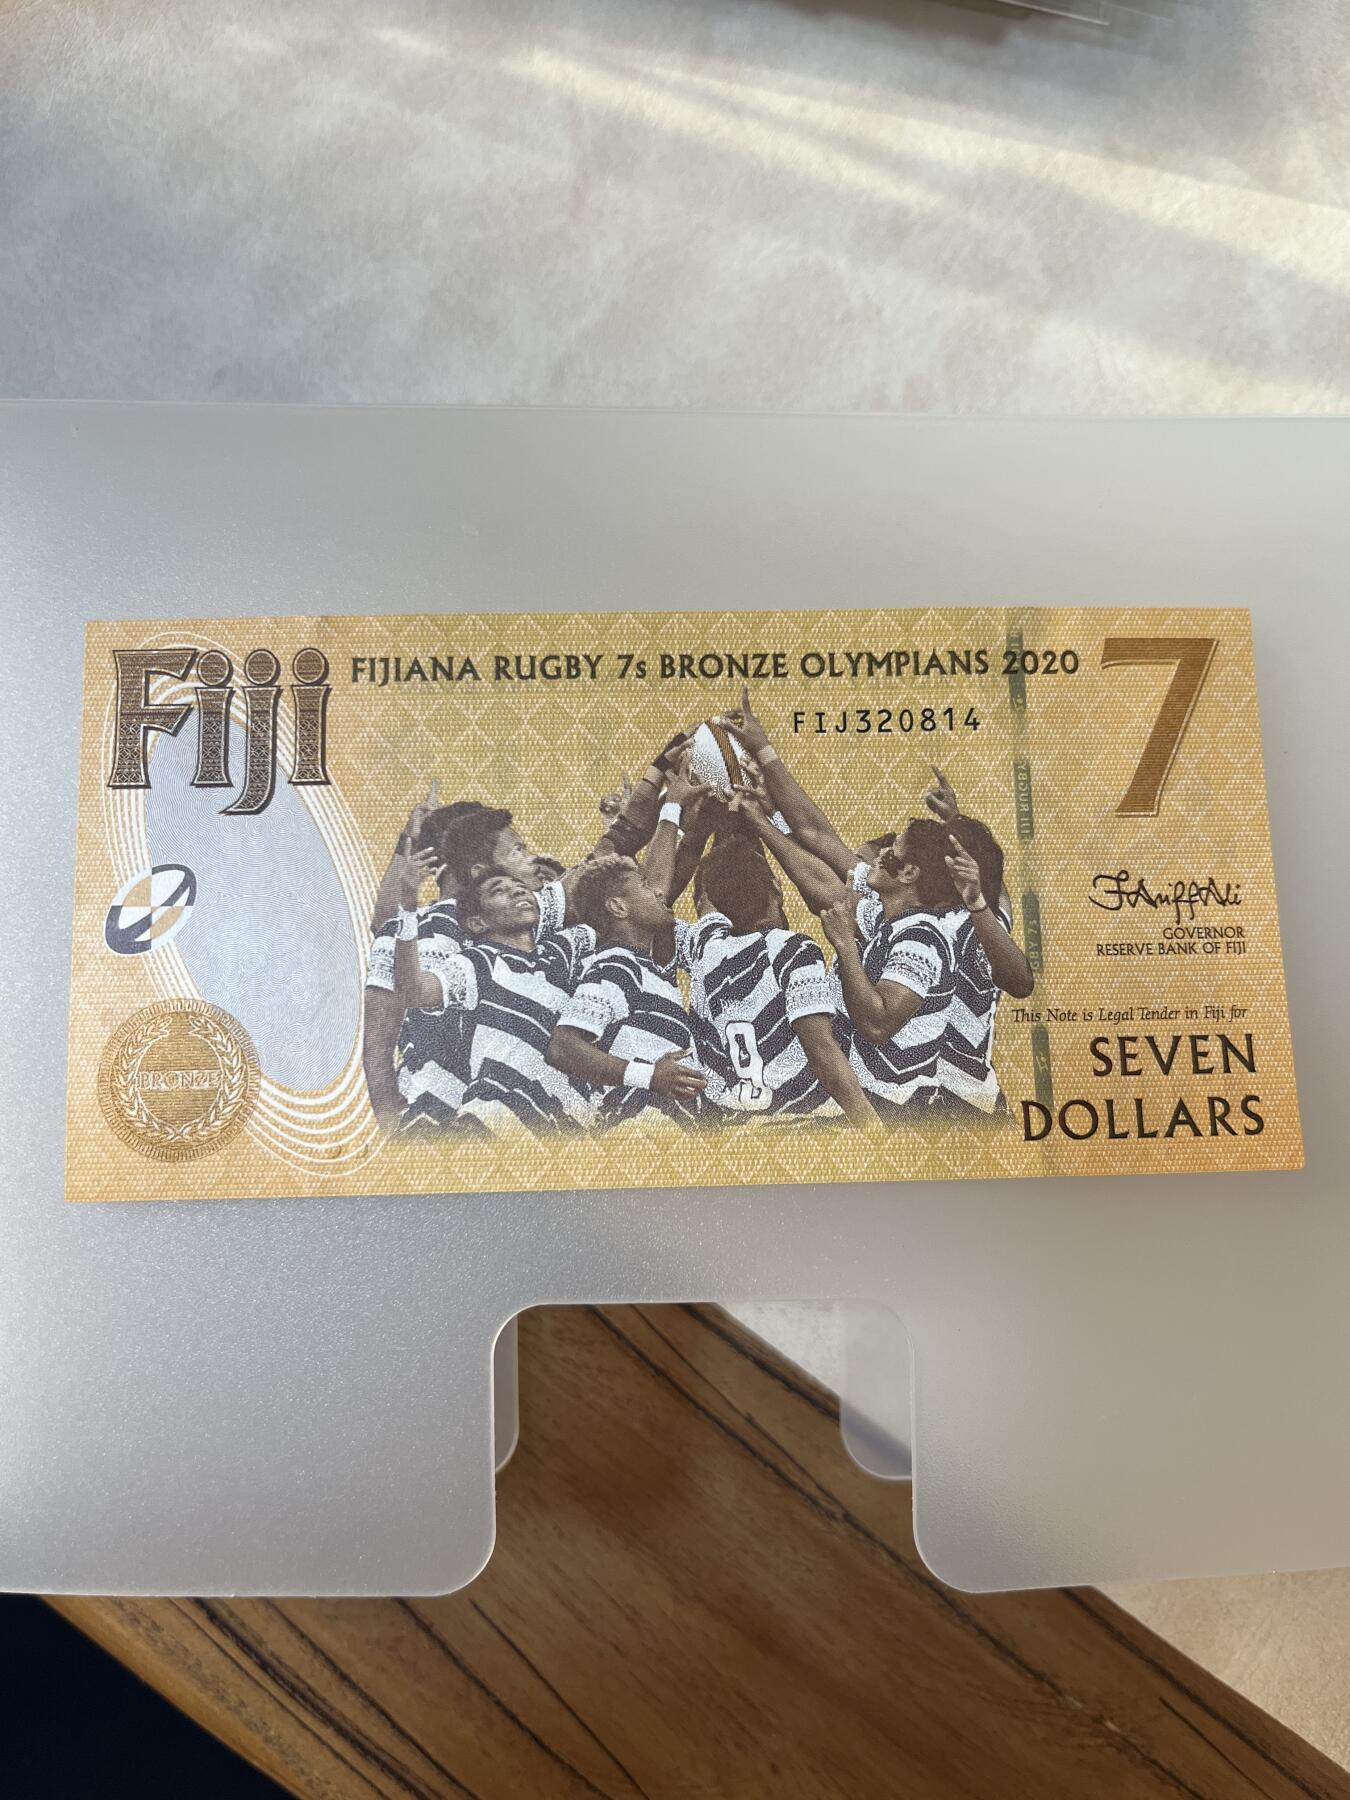 Fiji
FIJIANA RUGBY 7s BRONZE OLYMPIANS 2020
7
FIJ320814
GOVERNOR
RESERVE BANK OF FIJI
This Note is Legal Tender in Fiji for
SEVEN
DOLLARS
BRONZE
9